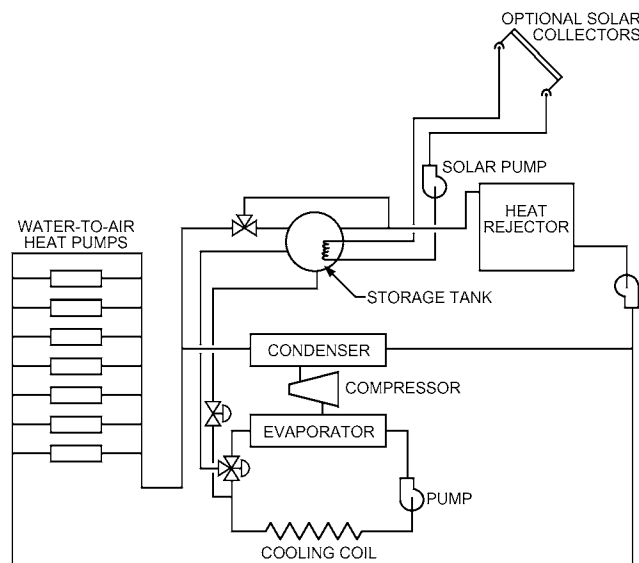 OPTIONAL SOLAR
COLLECTORS
SOLAR PUMP
WATER-TO-AIR
HEAT PUMPS
HEAT
REJECTOR
STORAGE TANK
CONDENSER
COMPRESSOR
EVAPORATOR
PUMP
COOLING COIL